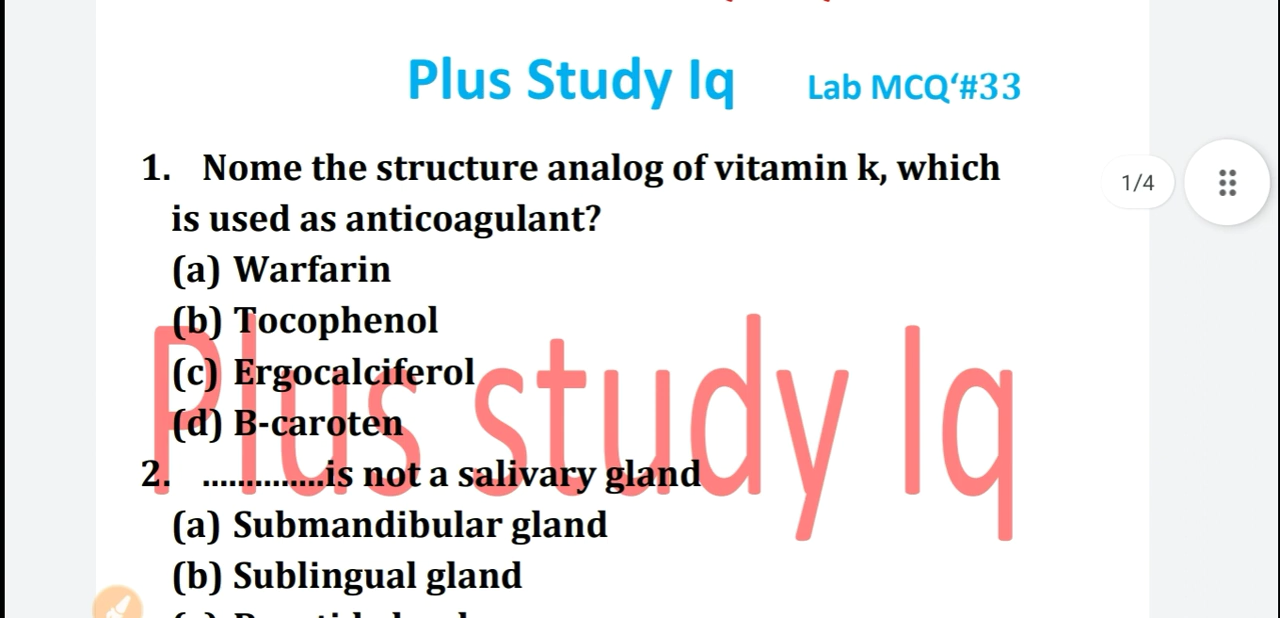 Plus Study Iq Lab MCQ‘#33
1. Nome the structure analog of vitamin k, which
is used as anticoagulant?
(a) Warfarin
(b) Tocophenol
(c) Ergocalciferol
(d) B-caroten
2. ..............is not a salivary gland
(a) Submandibular gland
(b) Sublingual gland
Plus study Iq
1/4